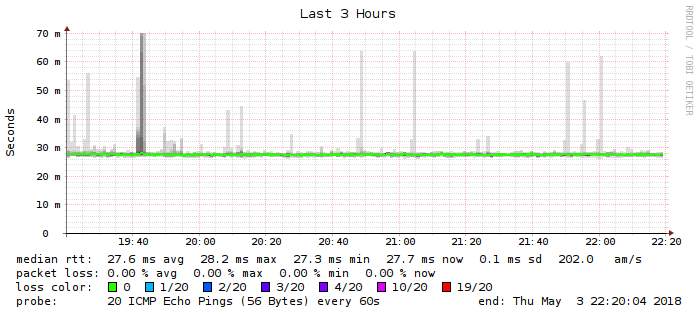 Last 3 Hours
RRDTOOL / TOBI OETIKER
Seconds
70 m
60 m
50 m
40 m
30 m
20 m
10 m
0
19:40 20:00 20:20 20:40 21:00 21:20 21:40 22:00 22:20
median rtt: 27.6 ms avg 28.2 ms max 27.3 ms min 27.7 ms now 0.1 ms sd 202.0 am/s
packet loss: 0.00 % avg 0.00 % max 0.00 % min 0.00 % now
loss color: 0 1/20 2/20 3/20 4/20 10/20 19/20
probe: 20 ICMP Echo Pings (56 Bytes) every 60s end: Thu May 3 22:20:04 2018